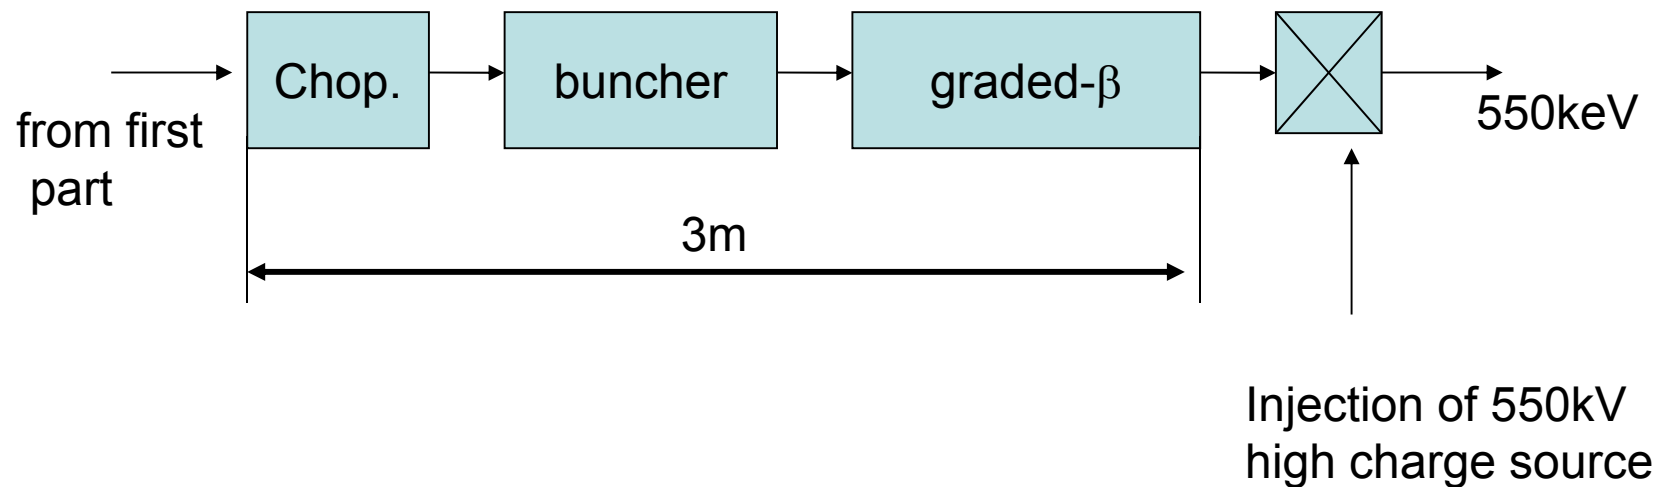 Chop.
buncher
graded-β
from first
part
550keV
3m
Injection of 550kV
high charge source